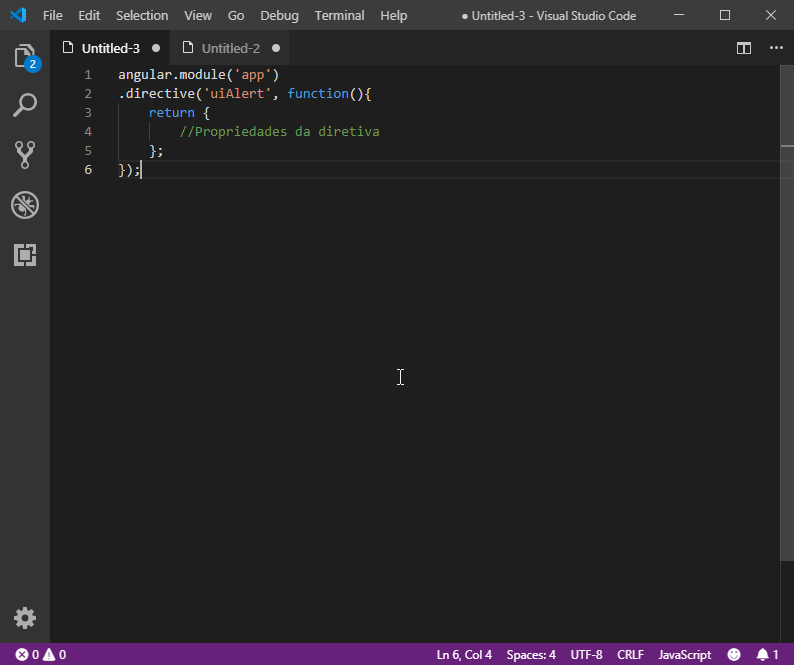 File Edit Selection View Go Debug Terminal Help ● Untitled-3 - Visual Studio Code
Untitled-3 ● Untitled-2 ●
2
1 angular.module('app')
2 .directive('uiAlert', function(){
3 return {
4 //Propriedades da diretiva
5 };
6 });
0 0 Ln 6, Col 4 Spaces: 4 UTF-8 CRLF JavaScript 1